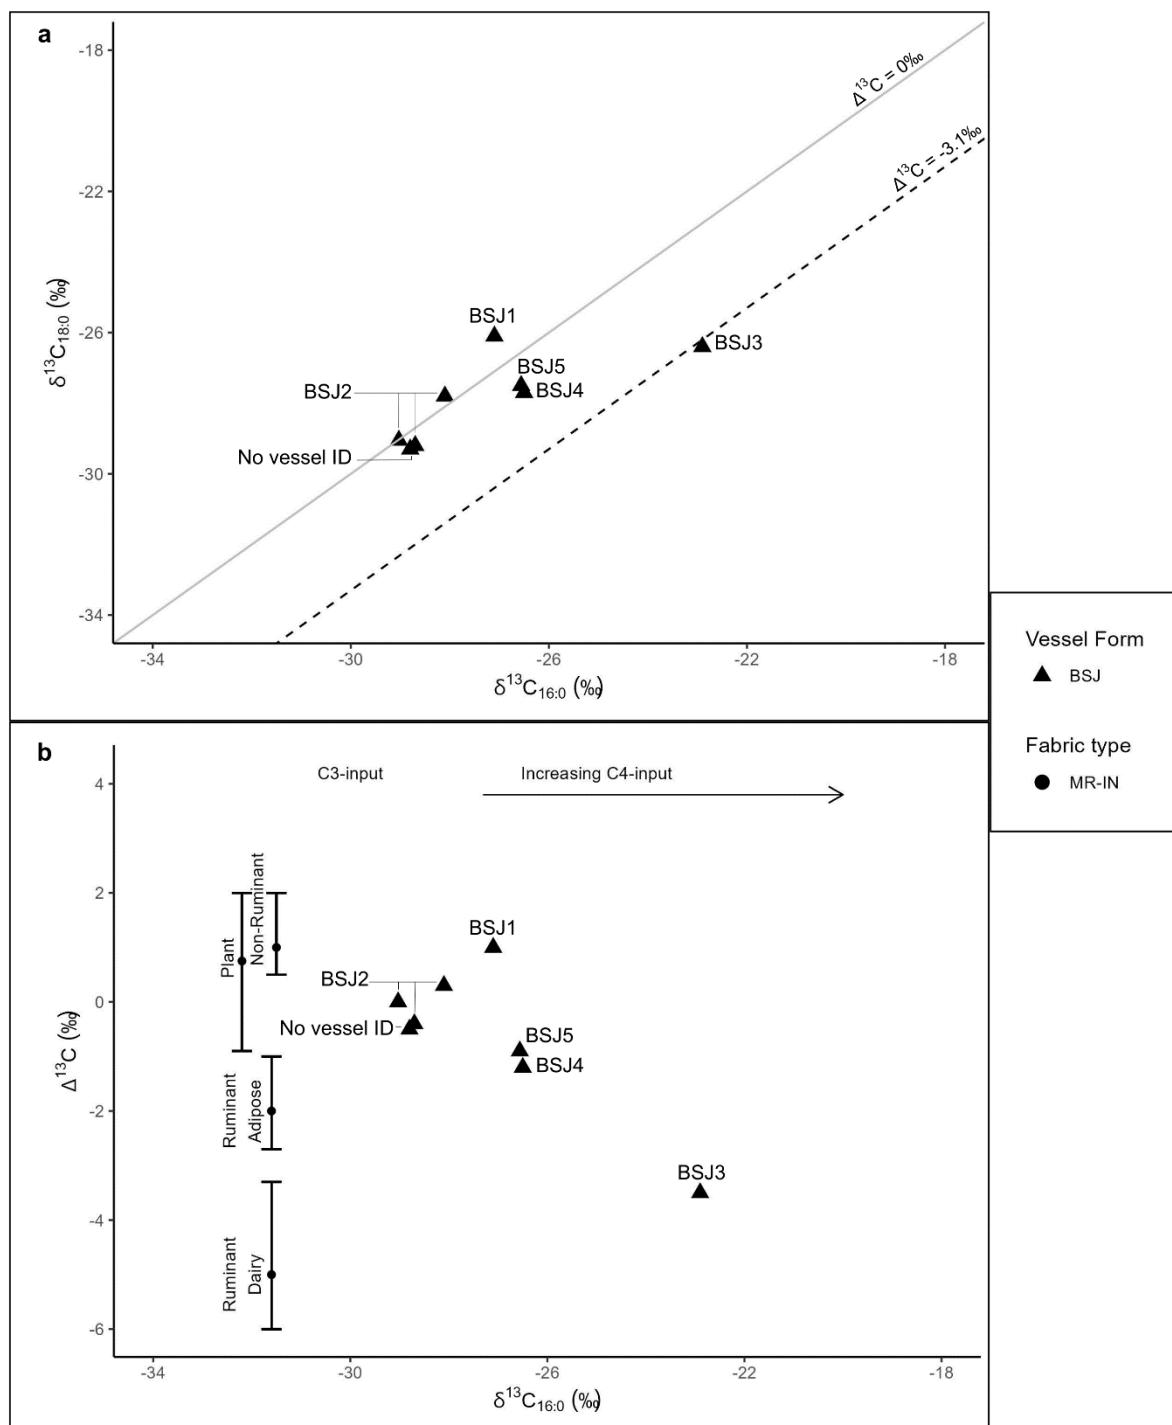 a
-18
-22
-26
-30
-34
δ¹³C₁₈:₀ (‰)
Δ¹³C = 0‰
Δ¹³C = -3.1‰
BSJ1
BSJ3
BSJ5
BSJ4
BSJ2
No vessel ID
-34
-30
-26
-22
-18
δ¹³C₁₆:₀ (‰)
Vessel Form
BSJ
Fabric type
MR-IN
b
C3-input
Increasing C4-input
4
2
0
-2
-4
-6
Δ¹³C (‰)
Plant
Non-Ruminant
Ruminant
Adipose
Ruminant
Dairy
BSJ1
BSJ2
No vessel ID
BSJ5
BSJ4
BSJ3
-34
-30
-26
-22
-18
δ¹³C₁₆:₀ (‰)